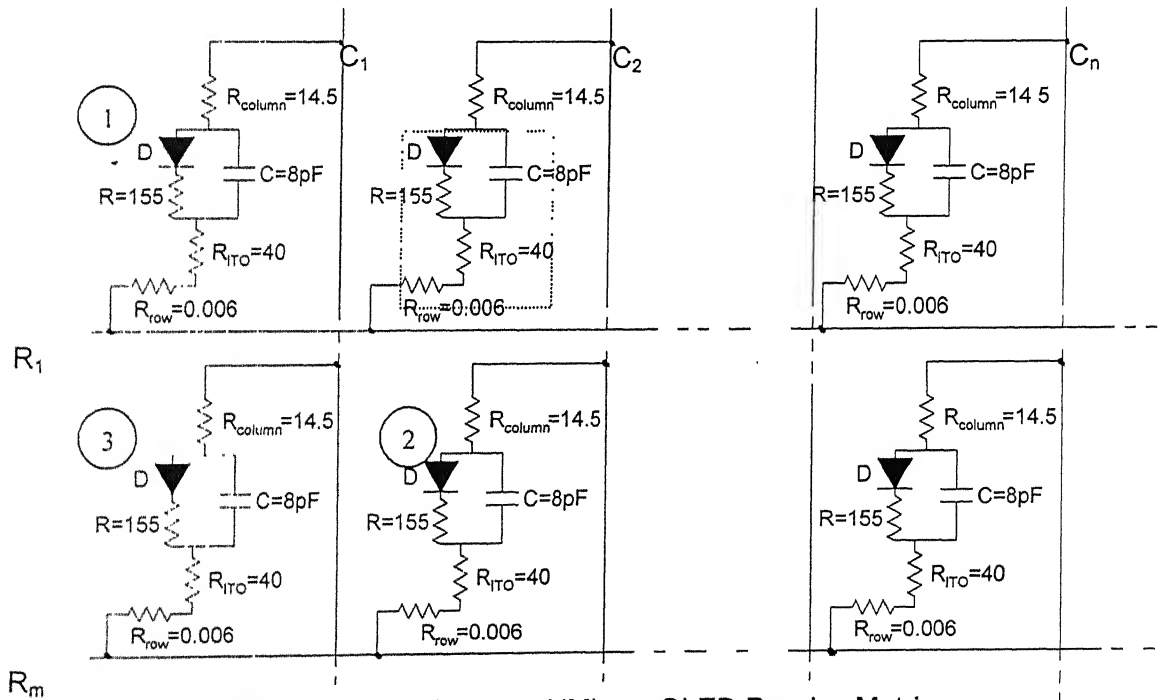 C1 C2 Cn
Rcolumn=14.5 Rcolumn=14.5 Rcolumn=14 5
1
D D D
C=8pF C=8pF C=8pF
R=155 R=155 R=155
RITO=40 RITO=40 RITO=40
Rrow=0.006 Rrow=0.006 Rrow=0.006
R1
Rcolumn=14.5 Rcolumn=14.5 Rcolumn=14.5
3 2
D D D
C=8pF C=8pF C=8pF
R=155 R=155 R=155
RITO=40 RITO=40 RITO=40
Rrow=0.006 Rrow=0.006 Rrow=0.006
Rm
OLED Passive Matrix